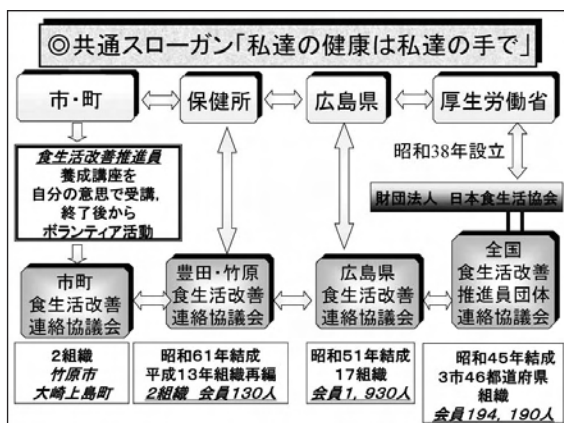 ◎共通スローガン「私達の健康は私達の手で」
市・町
保健所
広島県
厚生労働省
食生活改善推進員
養成講座を
自分の意思で受講,
終了後から
ボランティア活動
昭和38年設立
財団法人 日本食生活協会
市町
食生活改善
連絡協議会
豊田・竹原
食生活改善
連絡協議会
広島県
食生活改善
連絡協議会
全国
食生活改善
推進員団体
連絡協議会
2組織
竹原市
大崎上島町
昭和61年結成
平成13年組織再編
2組織 会員130人
昭和51年結成
17組織
会員1,930人
昭和45年結成
3市46都道府県
組織
会員194,190人